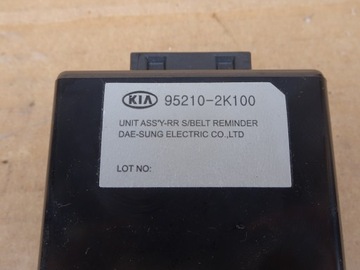 KIA 95210-2K100
UNIT ASS'Y-RR S/BELT REMINDER
DAE-SUNG ELECTRIC CO.,LTD
LOT NO: